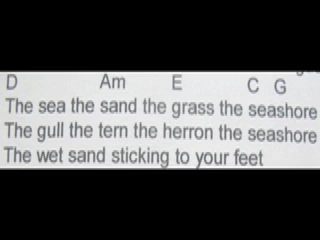 D Am E C G
The sea the sand the grass the seashore
The gull the tern the herron the seashore
The wet sand sticking to your feet